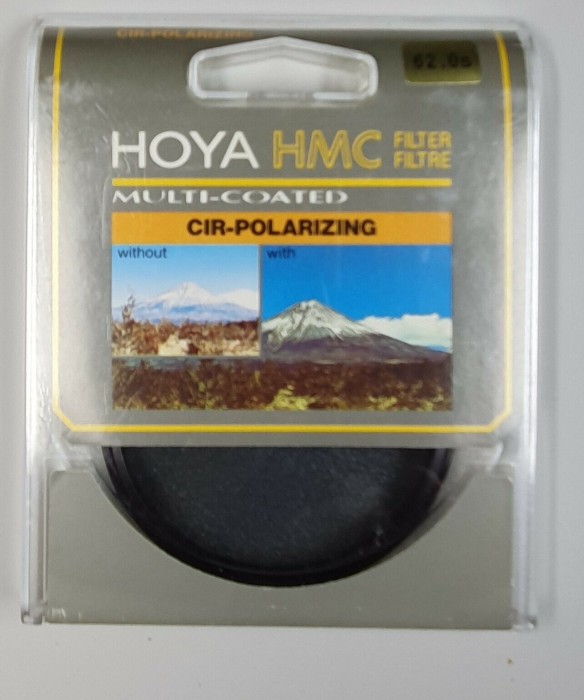 CIR-POLARIZING
62.0s
HOYA HMC FILTER
FILTRE
MULTI-COATED
CIR-POLARIZING
without with